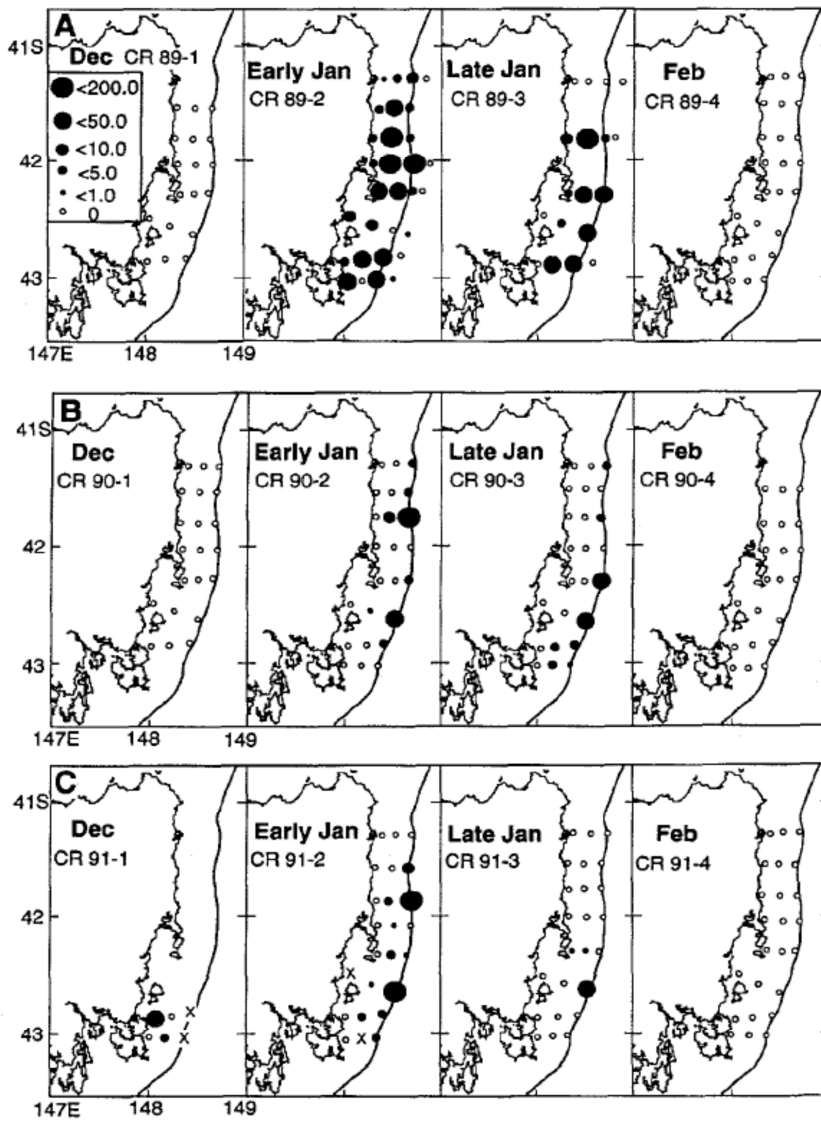 A
41S
Dec CR 89-1
<200.0
<50.0
<10.0
<5.0
<1.0
0
Early Jan
CR 89-2
Late Jan
CR 89-3
Feb
CR 89-4
42
43
147E 148 149
B
41S
Dec
CR 90-1
Early Jan
CR 90-2
Late Jan
CR 90-3
Feb
CR 90-4
42
43
147E 148 149
C
41S
Dec
CR 91-1
Early Jan
CR 91-2
Late Jan
CR 91-3
Feb
CR 91-4
42
43
X
X
X
X
147E 148 149